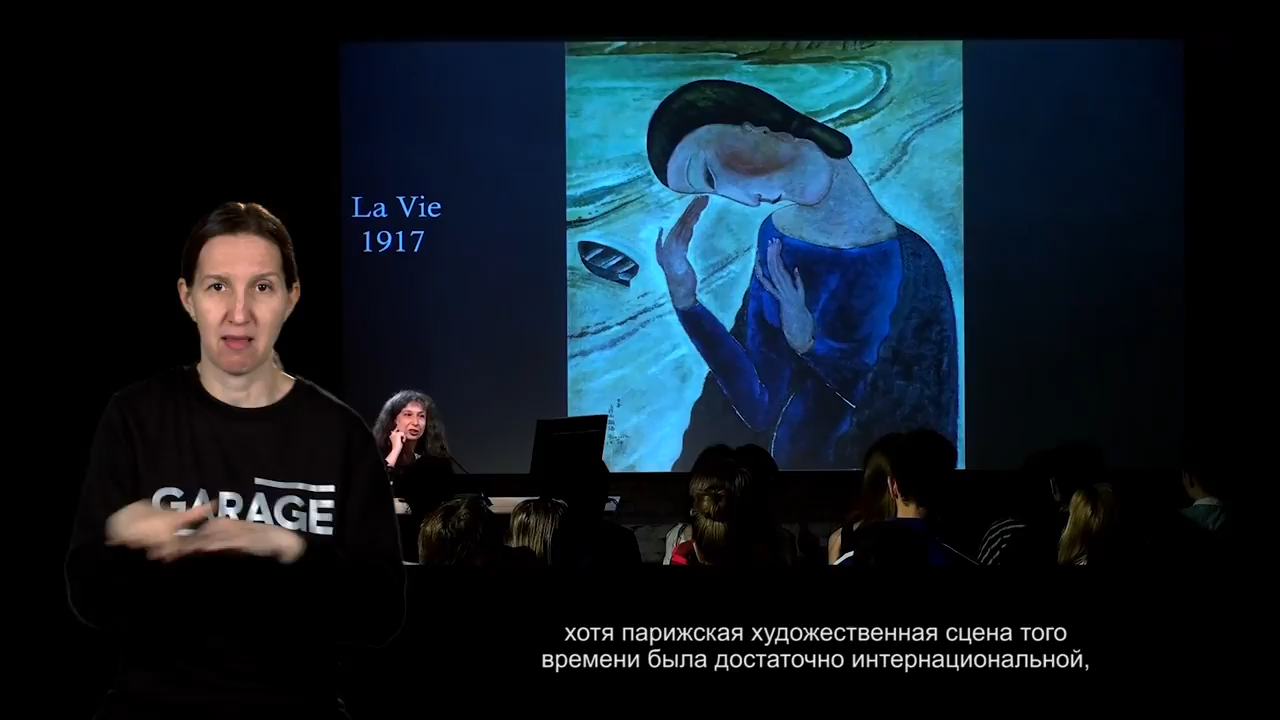 La Vie
1917
GARAGE
хотя парижская художественная сцена того
времени была достаточно интернациональной,